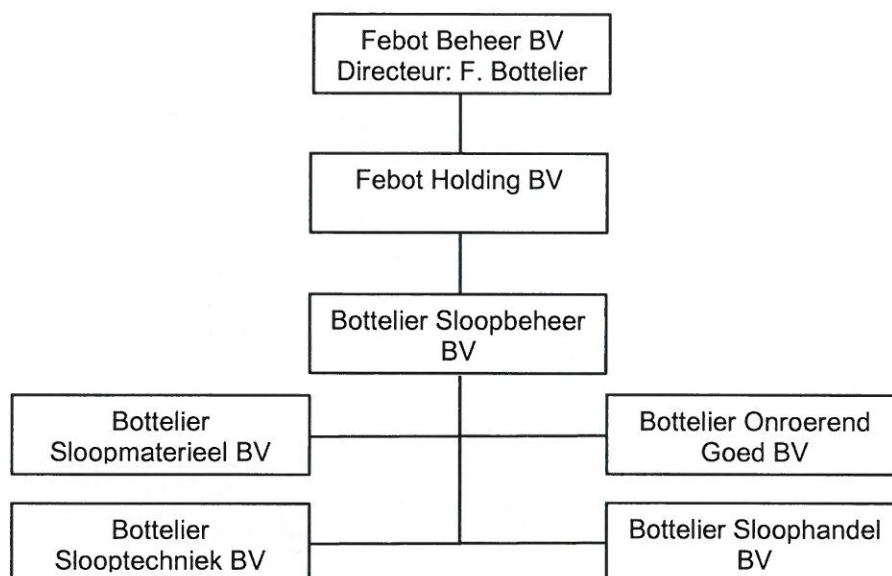 Febot Beheer BV
Directeur: F. Bottelier
Febot Holding BV
Bottelier Sloopbeheer
BV
Bottelier
Sloopmaterieel BV
Bottelier Onroerend
Goed BV
Bottelier
Slooptechniek BV
Bottelier Sloophandel
BV